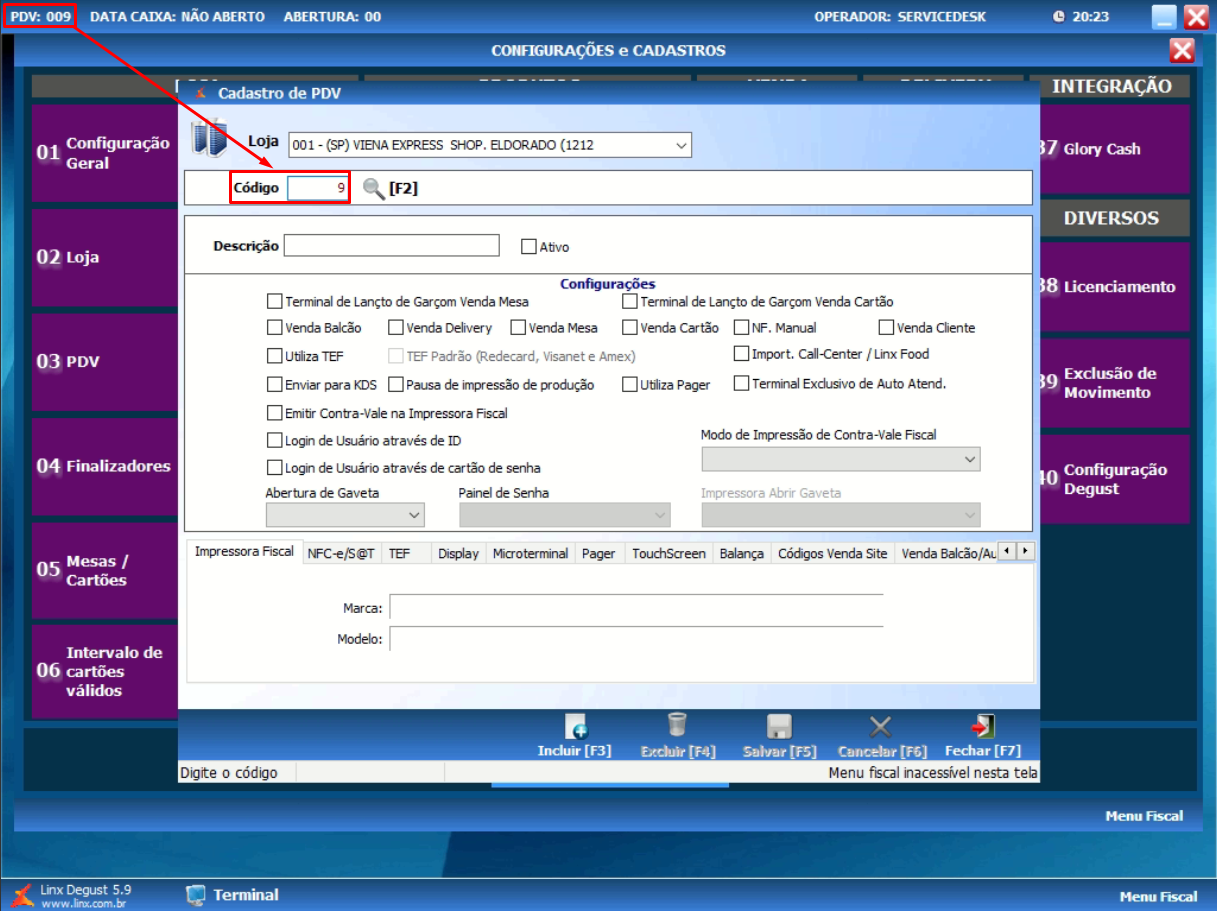 PDV: 009 DATA CAIXA: NÃO ABERTO ABERTURA: 00 OPERADOR: SERVICEDESK 20:23
CONFIGURAÇÕES e CADASTROS
INTEGRAÇÃO
Cadastro de PDV
Loja 001 - (SP) VIENA EXPRESS SHOP. ELDORADO (1212
Código 9 [F2]
Descrição Ativo
Configurações
Terminal de Lançto de Garçom Venda Mesa Terminal de Lançto de Garçom Venda Cartão
Venda Balcão Venda Delivery Venda Mesa Venda Cartão NF. Manual Venda Cliente
Utiliza TEF TEF Padrão (Redecard, Visanet e Amex) Import. Call-Center / Linx Food
Enviar para KDS Pausa de impressão de produção Utiliza Pager Terminal Exclusivo de Auto Atend.
Emitir Contra-Vale na Impressora Fiscal
Login de Usuário através de ID Modo de Impressão de Contra-Vale Fiscal
Login de Usuário através de cartão de senha
Abertura de Gaveta Painel de Senha Impressora Abrir Gaveta
Impressora Fiscal NFC-e/S@T TEF Display Microterminal Pager TouchScreen Balança Códigos Venda Site Venda Balcão/Au
Marca:
Modelo:
Incluir [F3] Excluir [F4] Salvar [F5] Cancelar [F6] Fechar [F7]
Digite o código Menu fiscal inacessível nesta tela
01 Configuração
Geral
02 Loja
03 PDV
04 Finalizadores
05 Mesas /
Cartões
06 Intervalo de
cartões
válidos
37 Glory Cash
DIVERSOS
38 Licenciamento
39 Exclusão de
Movimento
40 Configuração
Degust
Menu Fiscal
Linx Degust 5.9
www.linx.com.br
Terminal
Menu Fiscal